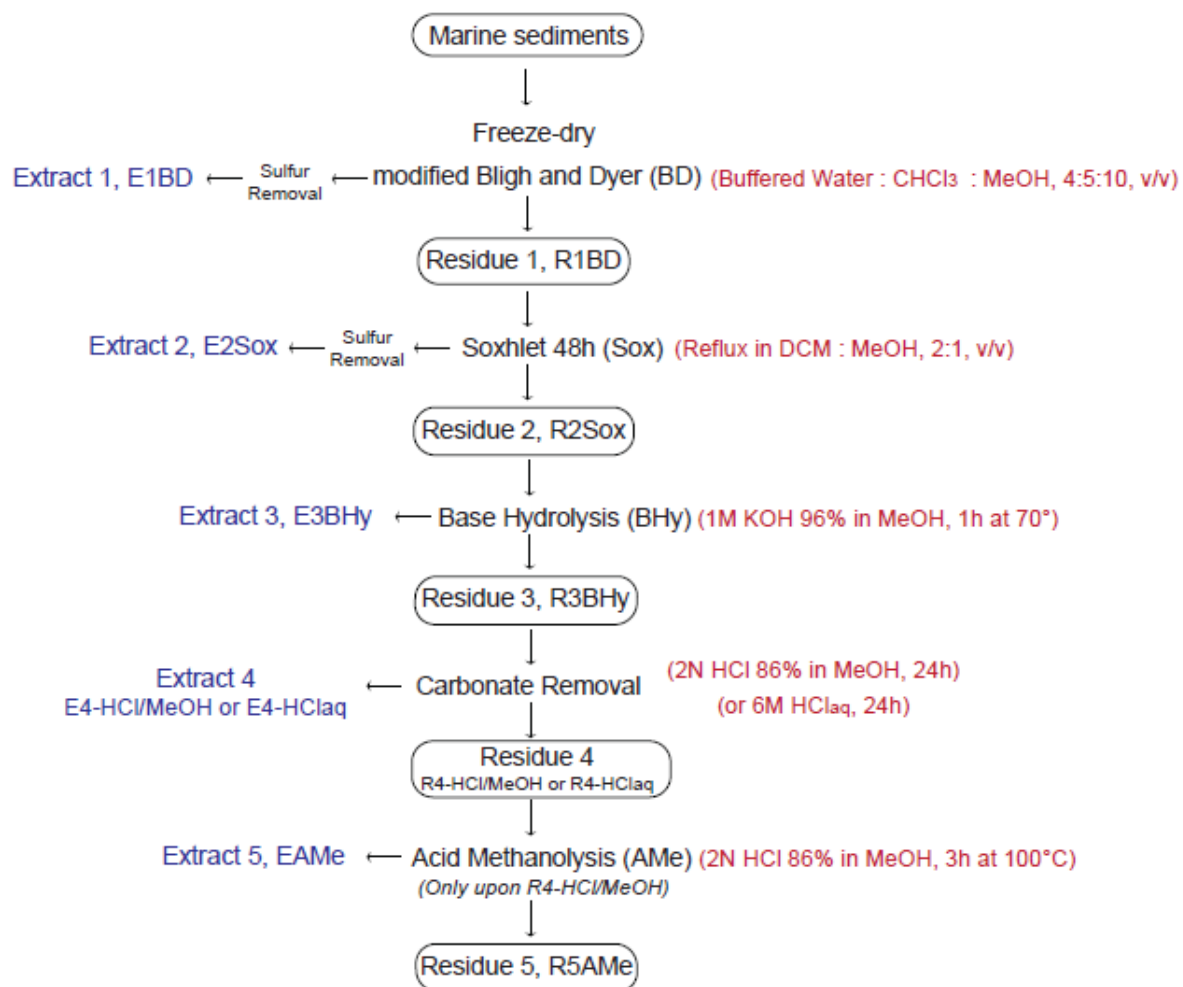 Marine sediments
Freeze-dry
Extract 1, E1BD
Sulfur
Removal
modified Bligh and Dyer (BD) (Buffered Water : CHCl3 : MeOH, 4:5:10, v/v)
Residue 1, R1BD
Extract 2, E2Sox
Sulfur
Removal
Soxhlet 48h (Sox) (Reflux in DCM : MeOH, 2:1, v/v)
Residue 2, R2Sox
Extract 3, E3BHy
Base Hydrolysis (BHy) (1M KOH 96% in MeOH, 1h at 70°)
Residue 3, R3BHy
Extract 4
E4-HCl/MeOH or E4-HClaq
Carbonate Removal
(2N HCl 86% in MeOH, 24h)
(or 6M HClaq, 24h)
Residue 4
R4-HCl/MeOH or R4-HClaq
Extract 5, EAMe
Acid Methanolysis (AMe) (2N HCl 86% in MeOH, 3h at 100°C)
(Only upon R4-HCl/MeOH)
Residue 5, R5AMe